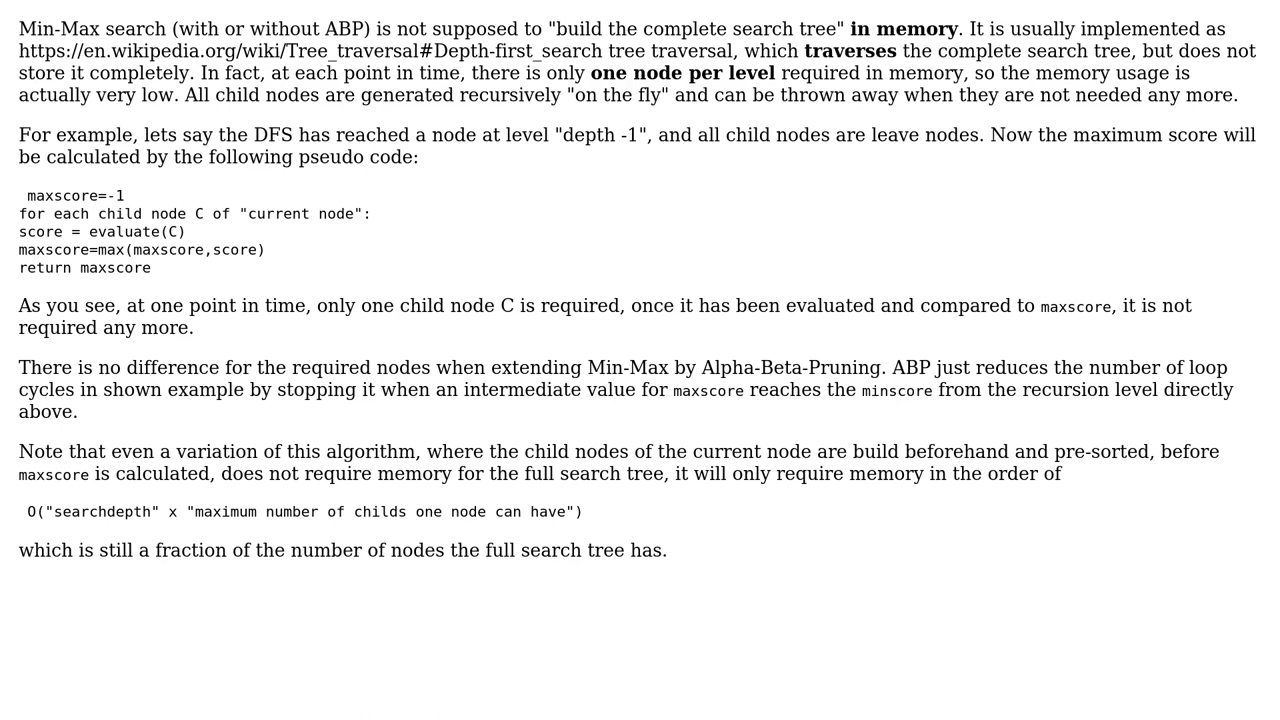 Min-Max search (with or without ABP) is not supposed to "build the complete search tree" in memory. It is usually implemented as
https://en.wikipedia.org/wiki/Tree_traversal#Depth-first_search tree traversal, which traverses the complete search tree, but does not
store it completely. In fact, at each point in time, there is only one node per level required in memory, so the memory usage is
actually very low. All child nodes are generated recursively "on the fly" and can be thrown away when they are not needed any more.
For example, lets say the DFS has reached a node at level "depth -1", and all child nodes are leave nodes. Now the maximum score will
be calculated by the following pseudo code:
maxscore=-1
for each child node C of "current node":
score = evaluate(C)
maxscore=max(maxscore,score)
return maxscore
As you see, at one point in time, only one child node C is required, once it has been evaluated and compared to maxscore, it is not
required any more.
There is no difference for the required nodes when extending Min-Max by Alpha-Beta-Pruning. ABP just reduces the number of loop
cycles in shown example by stopping it when an intermediate value for maxscore reaches the minscore from the recursion level directly
above.
Note that even a variation of this algorithm, where the child nodes of the current node are build beforehand and pre-sorted, before
maxscore is calculated, does not require memory for the full search tree, it will only require memory in the order of
O("searchdepth" x "maximum number of childs one node can have")
which is still a fraction of the number of nodes the full search tree has.